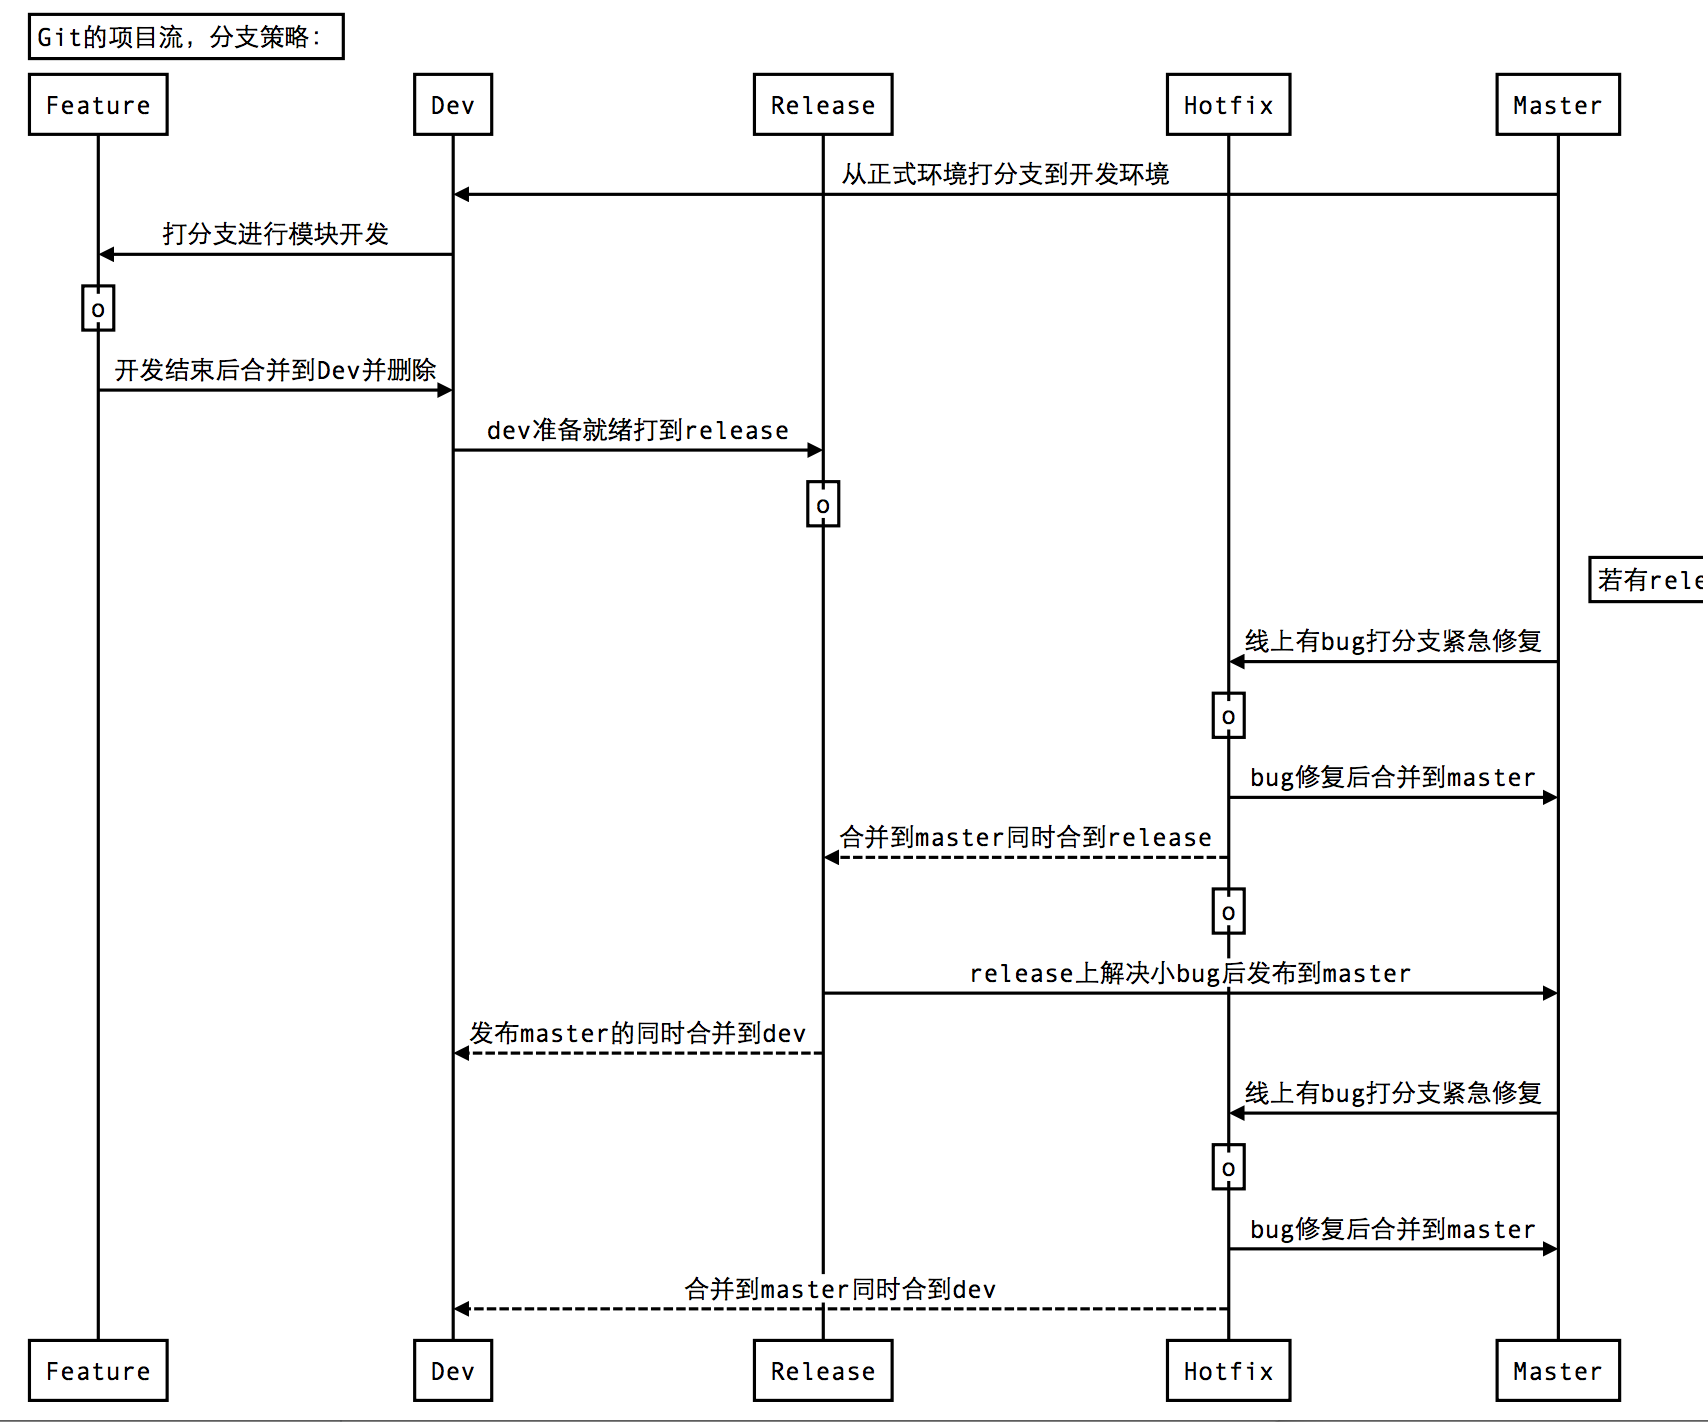 Git的项目流，分支策略：
Feature
Dev
Release
Hotfix
Master
从正式环境打分支到开发环境
打分支进行模块开发
o
开发结束后合并到Dev并删除
dev准备就绪打到release
o
若有rele
线上有bug打分支紧急修复
o
bug修复后合并到master
合并到master同时合到release
o
release上解决小bug后发布到master
发布master的同时合并到dev
线上有bug打分支紧急修复
o
bug修复后合并到master
合并到master同时合到dev
Feature
Dev
Release
Hotfix
Master